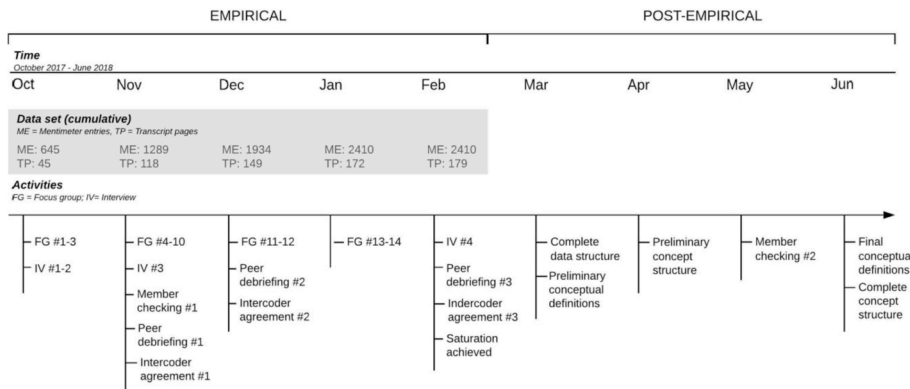 EMPIRICAL
POST-EMPIRICAL
Time
October 2017 - June 2018
Oct Nov Dec Jan Feb Mar Apr May Jun
Data set (cumulative)
ME = Mentimeter entries, TP = Transcript pages
ME: 645 ME: 1289 ME: 1934 ME: 2410 ME: 2410
TP: 45 TP: 118 TP: 149 TP: 172 TP: 179
Activities
FG = Focus group; IV= Interview
FG #1-3
IV #1-2
FG #4-10
IV #3
Member
checking #1
Peer
debriefing #1
Intercoder
agreement #1
FG #11-12
Peer
debriefing #2
Intercoder
agreement #2
FG #13-14
IV #4
Peer
debriefing #3
Indercoder
agreement #3
Saturation
achieved
Complete
data structure
Preliminary
conceptual
definitions
Preliminary
concept
structure
Member
checking #2
Final
conceptual
definitions
Complete
concept
structure